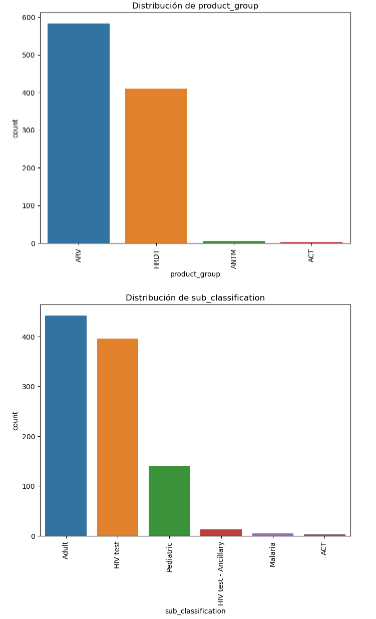 Distribución de product_group
600
500
400
300
200
100
0
count
ARV
HRDT
ANTM
ACT
product_group
Distribución de sub_classification
400
300
200
100
0
count
Adult
HIV test
Pediatric
HIV test - Ancillary
Malaria
ACT
sub_classification